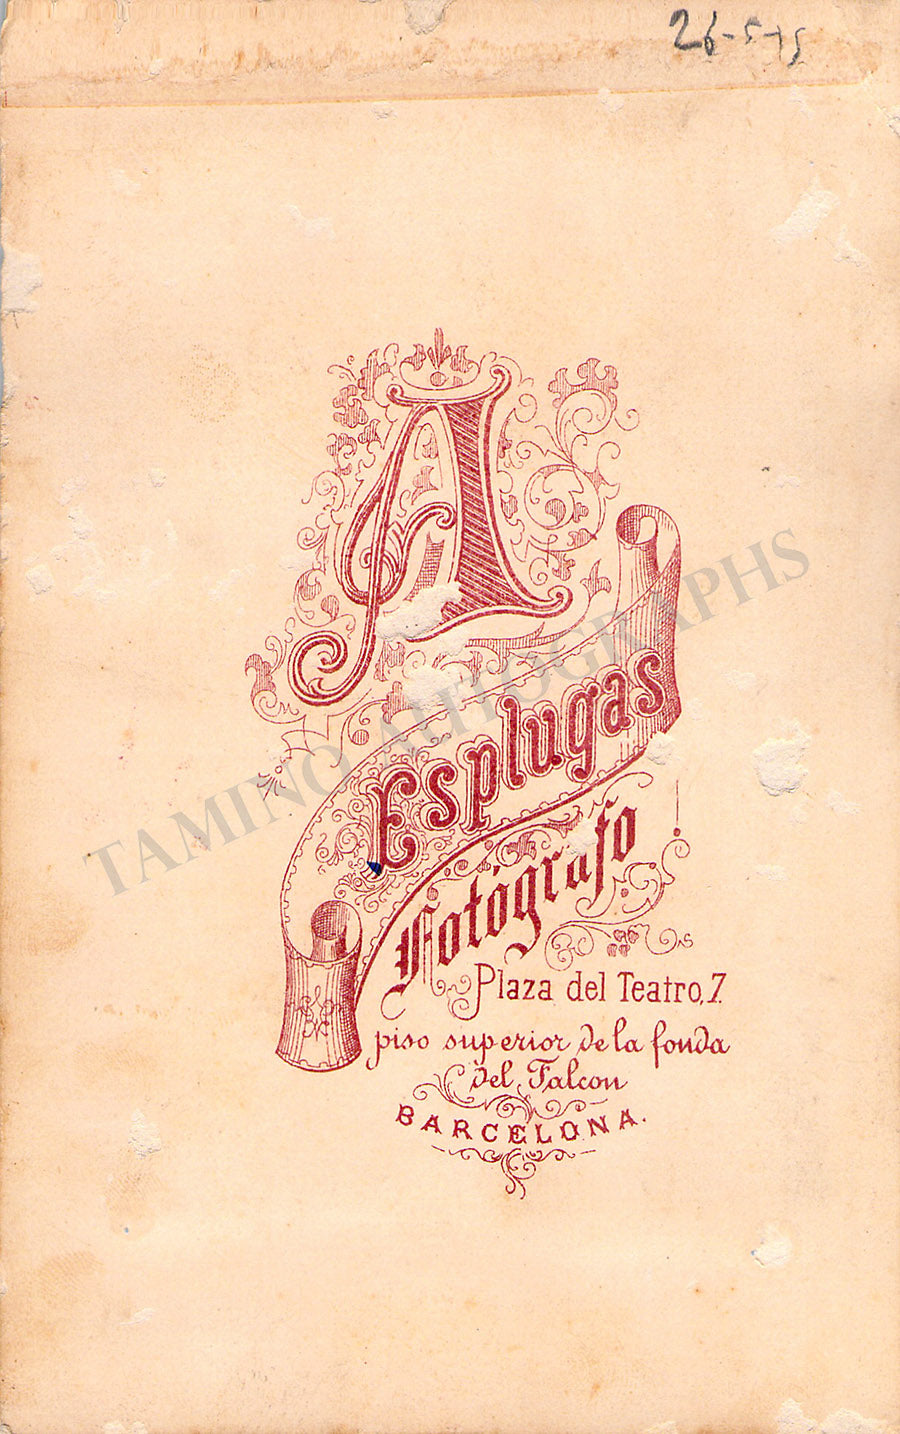 26-5-75
TAMINO AUTOGRAPHS
A
Esplugas
Fotógrafo
Plaza del Teatro, 7.
piso superior de la fonda
del Falcon
BARCELONA.